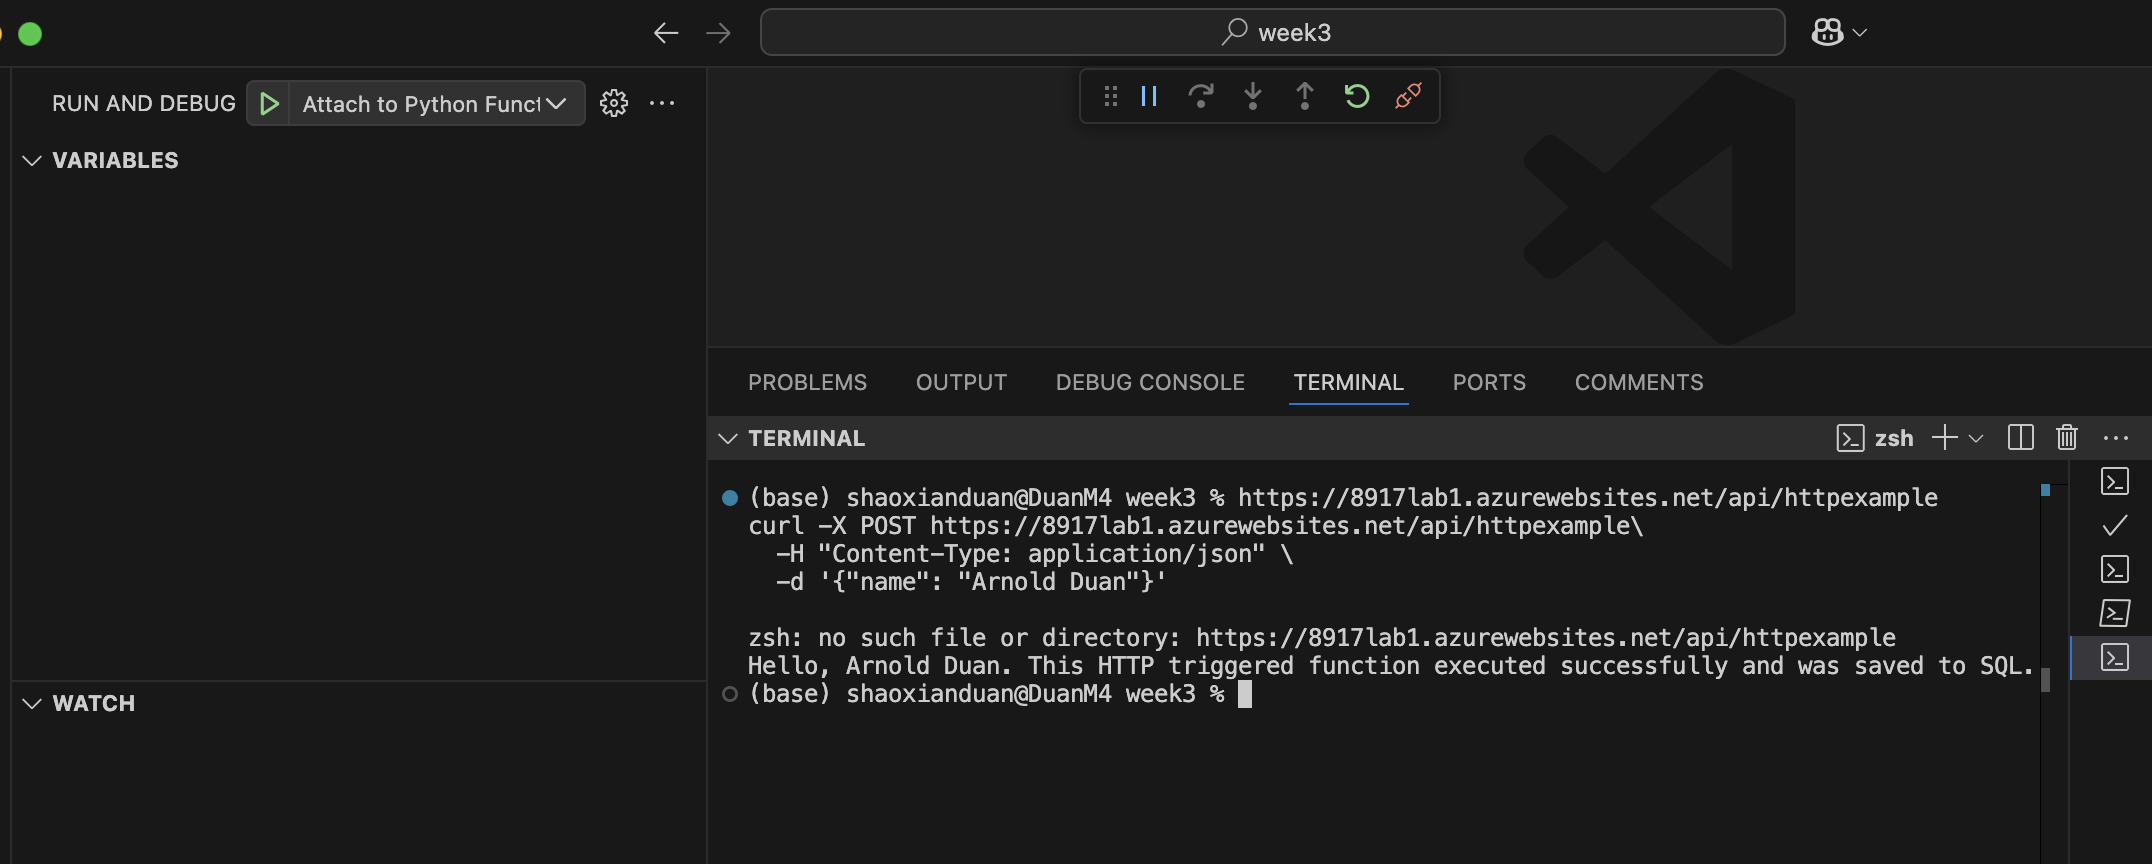 week3
RUN AND DEBUG
Attach to Python Funct
VARIABLES
WATCH
PROBLEMS
OUTPUT
DEBUG CONSOLE
TERMINAL
PORTS
COMMENTS
TERMINAL
zsh
(base) shaoxianduan@DuanM4 week3 % https://8917lab1.azurewebsites.net/api/httpexample
curl -X POST https://8917lab1.azurewebsites.net/api/httpexample\
  -H "Content-Type: application/json" \
  -d '{"name": "Arnold Duan"}'
zsh: no such file or directory: https://8917lab1.azurewebsites.net/api/httpexample
Hello, Arnold Duan. This HTTP triggered function executed successfully and was saved to SQL.
(base) shaoxianduan@DuanM4 week3 %